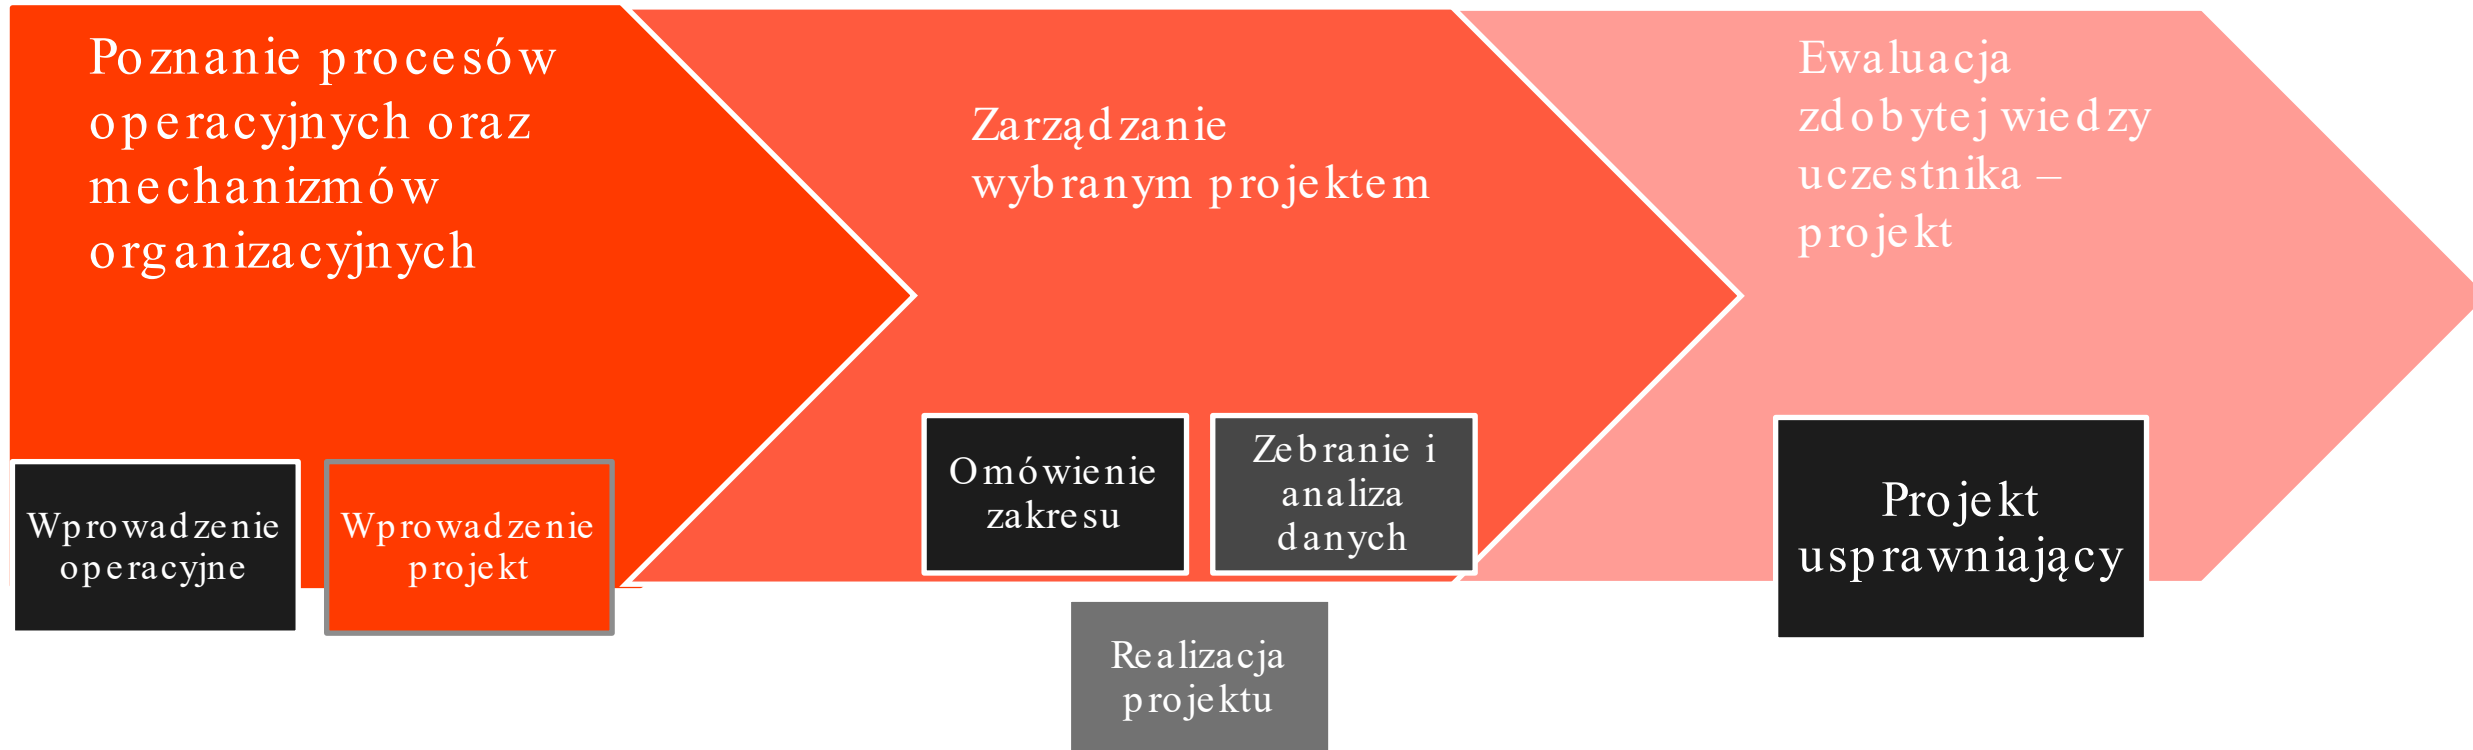 Poznanie procesów
operacyjnych oraz
mechanizmów
organizacyjnych
Wprowadzenie
operacyjne
Wprowadzenie
projekt
Zarządzanie
wybranym projektem
Omówienie
zakresu
Zebranie i
analiza
danych
Realizacja
projektu
Ewaluacja
zdobytej wiedzy
uczestnika –
projekt
Projekt
usprawniający